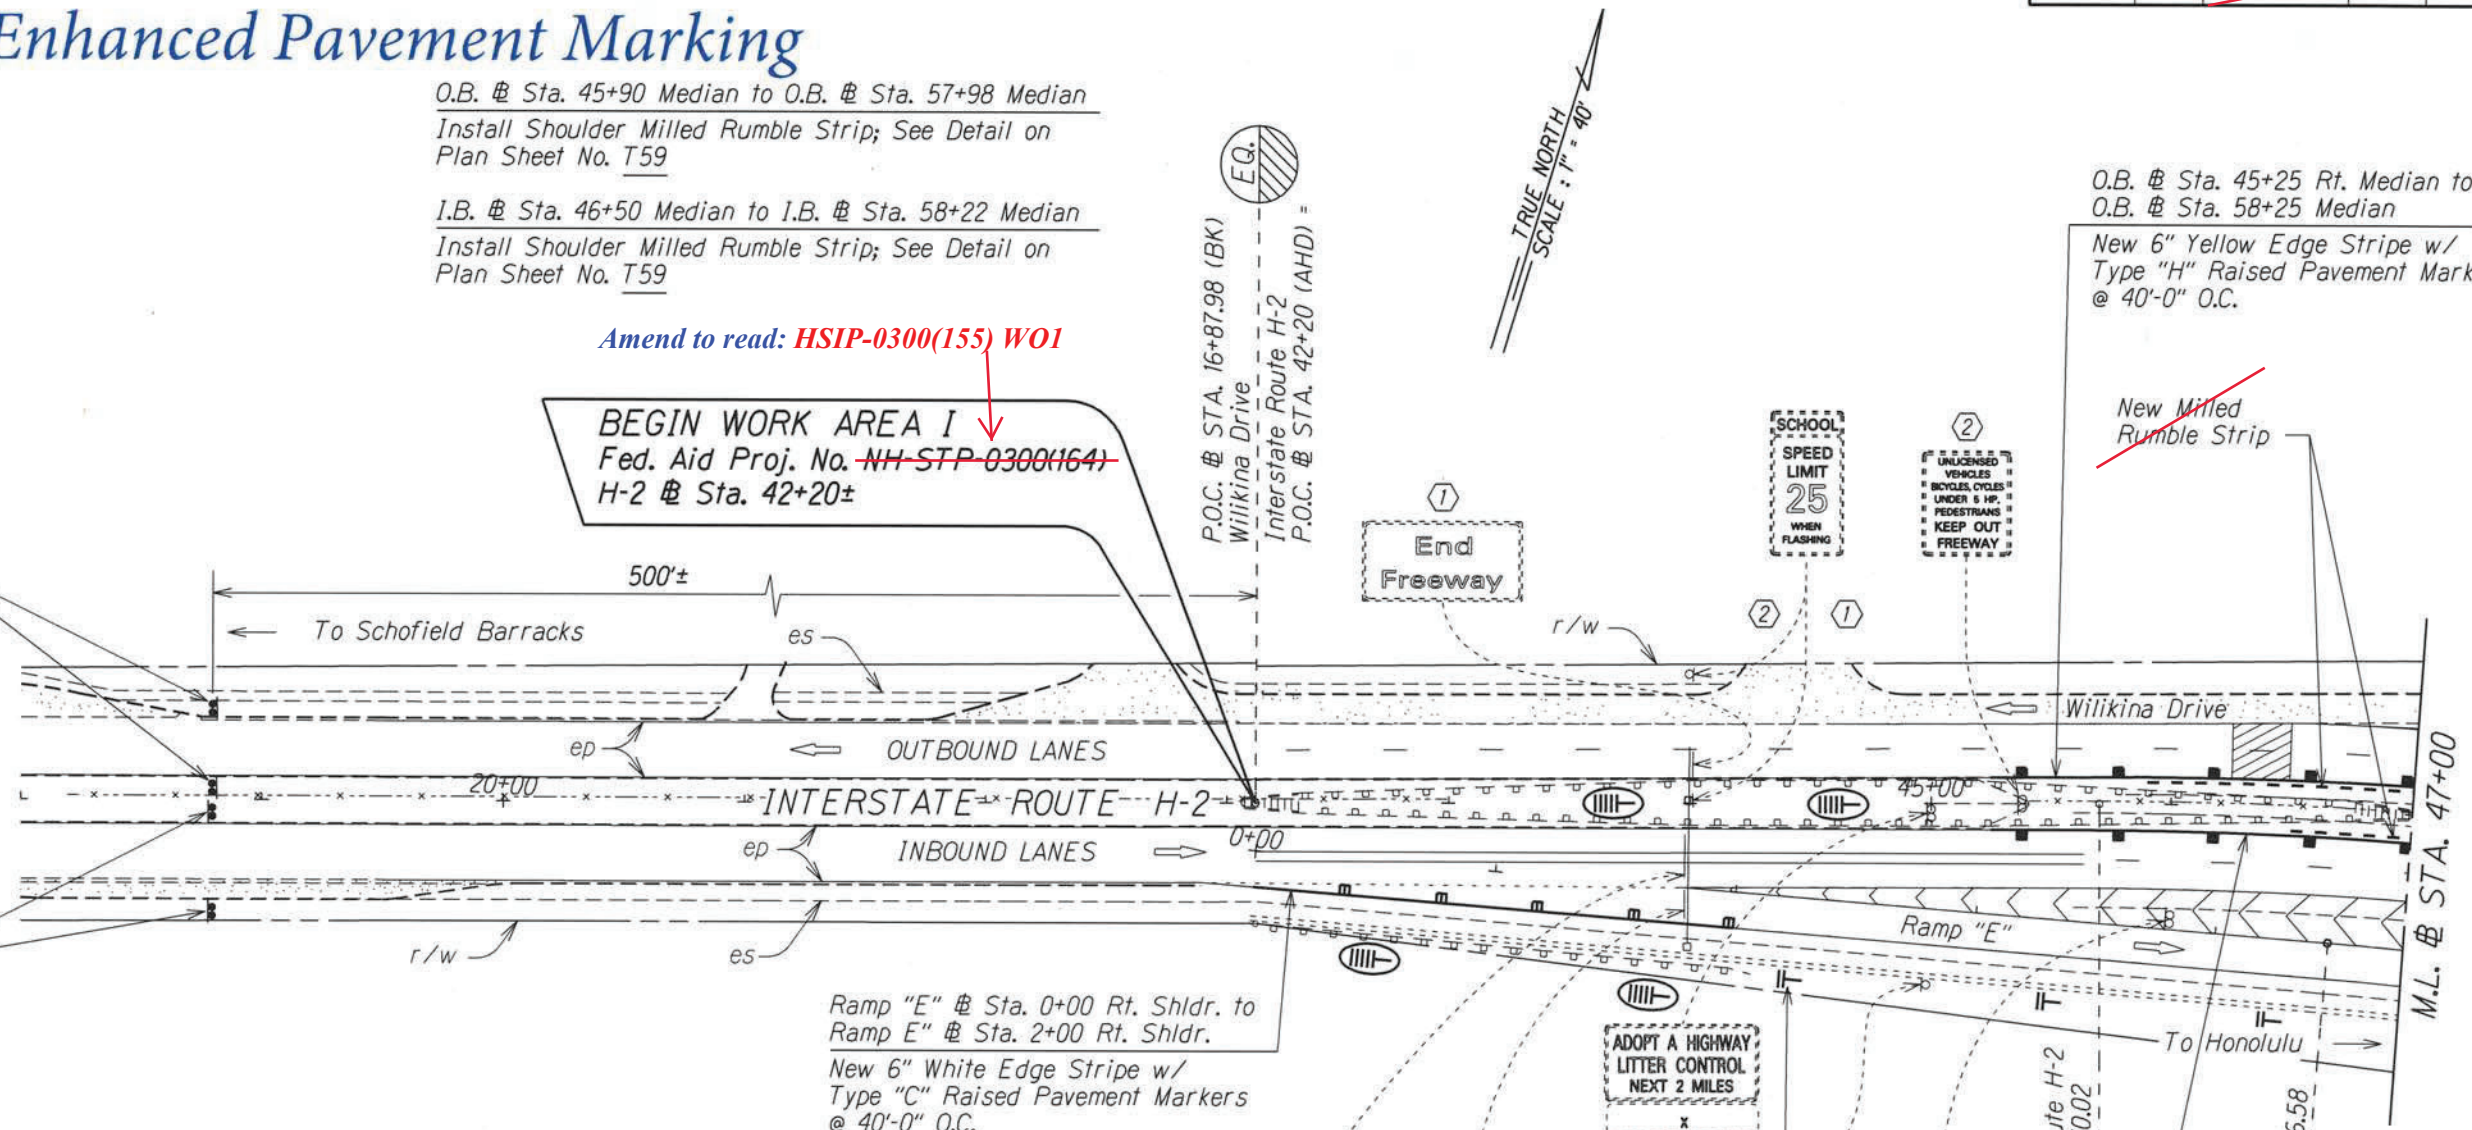 Enhanced Pavement Marking
O.B. ⅊ Sta. 45+90 Median to O.B. ⅊ Sta. 57+98 Median
Install Shoulder Milled Rumble Strip; See Detail on
Plan Sheet No. T59
I.B. ⅊ Sta. 46+50 Median to I.B. ⅊ Sta. 58+22 Median
Install Shoulder Milled Rumble Strip; See Detail on
Plan Sheet No. T59
Amend to read: HSIP-0300(155) WO1
BEGIN WORK AREA I
Fed. Aid Proj. No. NH-STP-0300(164)
H-2 ⅊ Sta. 42+20±
EQ.
P.O.C. ⅊ STA. 16+87.98 (BK)
Wilikina Drive
Interstate Route H-2
P.O.C. ⅊ STA. 42+20 (AHD) =
TRUE NORTH
SCALE : 1" = 40'
O.B. ⅊ Sta. 45+25 Rt. Median to
O.B. ⅊ Sta. 58+25 Median
New 6" Yellow Edge Stripe w/
Type "H" Raised Pavement Mark
@ 40'-0" O.C.
New Milled
Rumble Strip
1
End
Freeway
SCHOOL
SPEED
LIMIT
25
WHEN
FLASHING
2
UNLICENSED
VEHICLES
BICYCLES, CYCLES
UNDER 5 HP.
PEDESTRIANS
KEEP OUT
FREEWAY
2
1
500'±
To Schofield Barracks
es
r/w
Wilikina Drive
ep
OUTBOUND LANES
20+00
INTERSTATE ROUTE H-2
45+00
0+00
ep
INBOUND LANES
M.L. ⅊ STA. 47+00
r/w
es
Ramp "E"
To Honolulu
Ramp "E" ⅊ Sta. 0+00 Rt. Shldr. to
Ramp E" ⅊ Sta. 2+00 Rt. Shldr.
New 6" White Edge Stripe w/
Type "C" Raised Pavement Markers
@ 40'-0" O.C.
ADOPT A HIGHWAY
LITTER CONTROL
NEXT 2 MILES
x
ute H-2
0.02
6.58